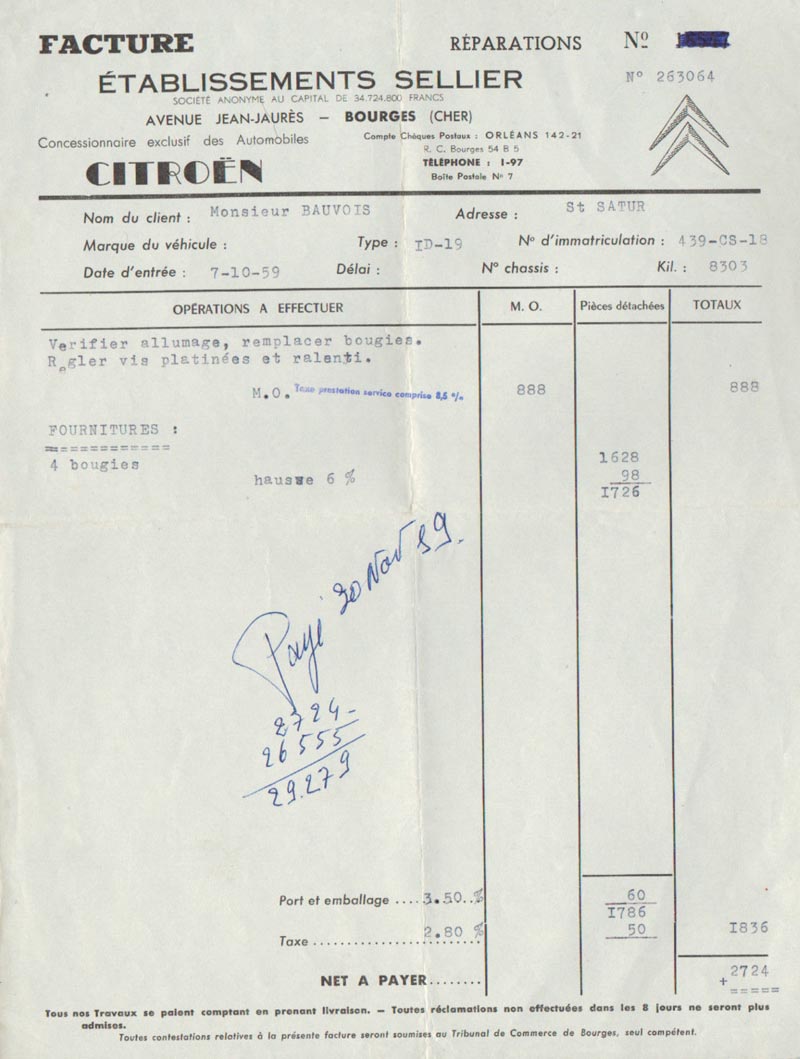 FACTURE RÉPARATIONS Nº
Nº 263064
ÉTABLISSEMENTS SELLIER
SOCIÉTÉ ANONYME AU CAPITAL DE 34.724.800 FRANCS
AVENUE JEAN-JAURÈS — BOURGES (CHER)
Concessionnaire exclusif des Automobiles
CITROËN
Compte Chèques Postaux : ORLÉANS 142-21
R. C. Bourges 54 B 5
TÉLÉPHONE : 1-97
Boîte Postale Nº 7
Nom du client : Monsieur BAUVOIS Adresse : St SATUR
Marque du véhicule : Type : ID-19 Nº d'immatriculation : 439-CS-18
Date d'entrée : 7-10-59 Délai : Nº chassis : Kil. : 8303
OPÉRATIONS A EFFECTUER M. O. Pièces détachées TOTAUX
Verifier allumage, remplacer bougies.
Regler vis platinées et ralenti.
M.O. Taxe prestation service comprise 8,5 % 888 888
FOURNITURES :
=============
4 bougies 1628
hausse 6 % 98
1726
Payé 30 Nov 59.
2724-
26555
29.279
Port et emballage .... 3.50..% 60
1786
Taxe ...................... 2.80 % 50 1836
NET A PAYER........ + 2724
=====
Tous nos Travaux se paient comptant en prenant livraison. — Toutes réclamations non effectuées dans les 8 jours ne seront plus
admises.
Toutes contestations relatives à la présente facture seront soumises au Tribunal de Commerce de Bourges, seul compétent.